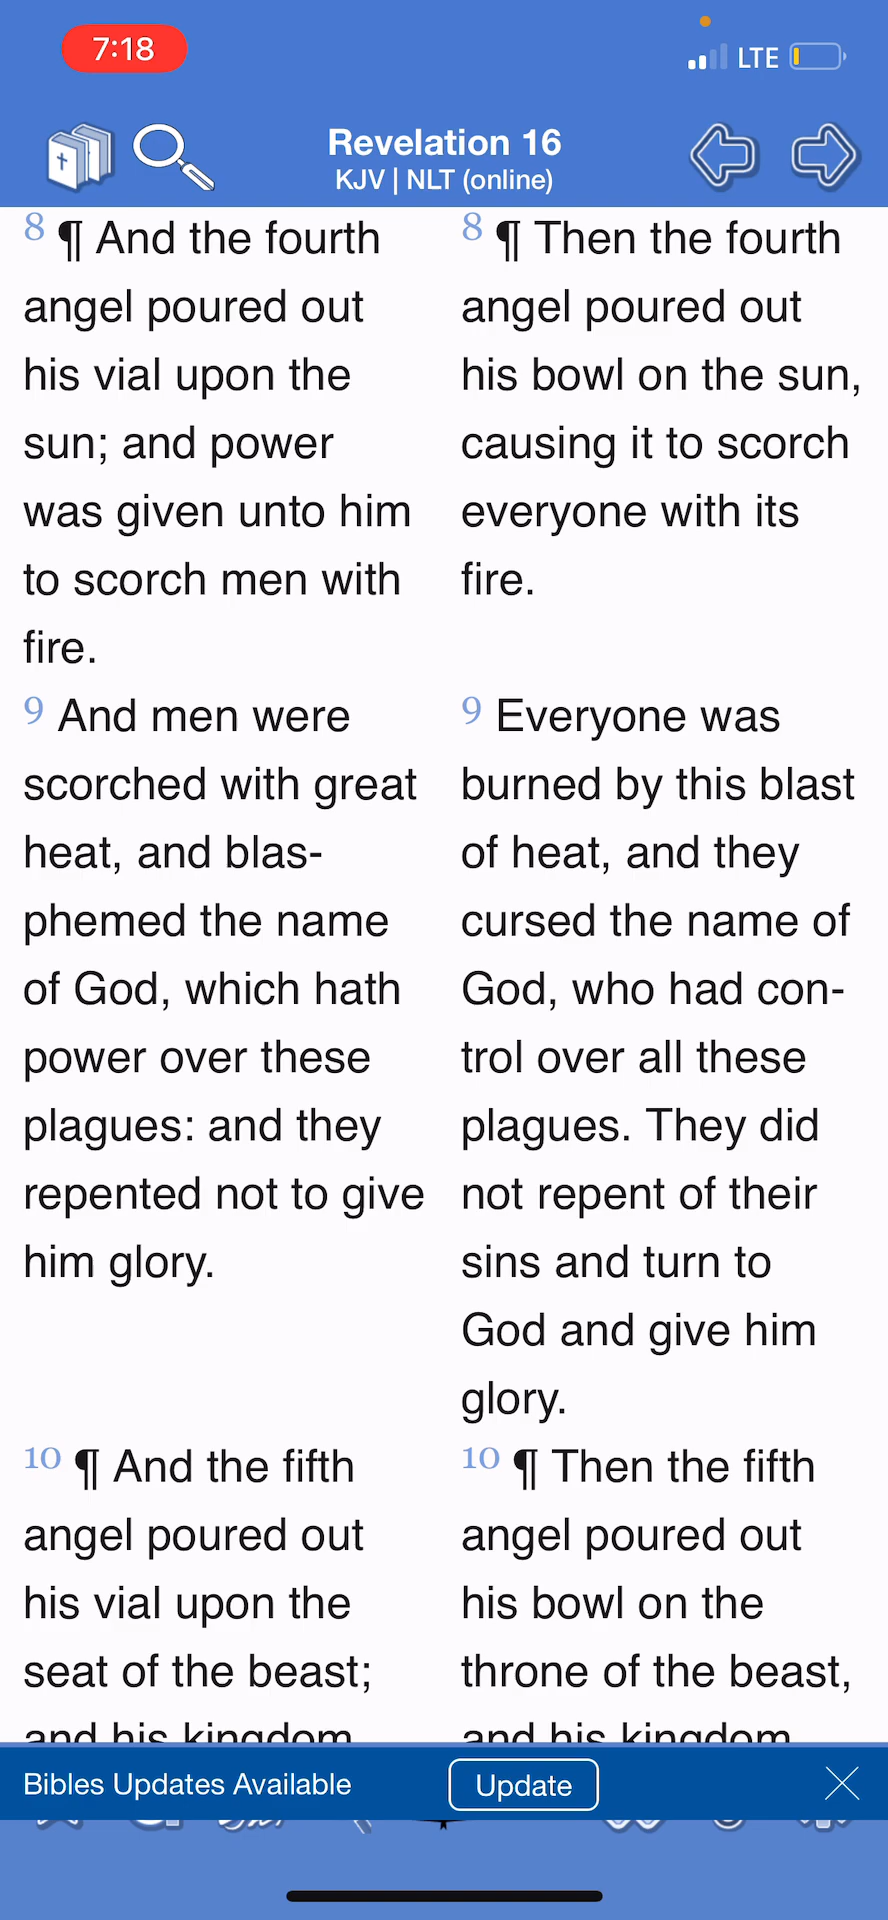 7:18
LTE
Revelation 16
KJV | NLT (online)
8 ¶ And the fourth
angel poured out
his vial upon the
sun; and power
was given unto him
to scorch men with
fire.
9 And men were
scorched with great
heat, and blas-
phemed the name
of God, which hath
power over these
plagues: and they
repented not to give
him glory.
10 ¶ And the fifth
angel poured out
his vial upon the
seat of the beast;
and his kingdom
8 ¶ Then the fourth
angel poured out
his bowl on the sun,
causing it to scorch
everyone with its
fire.
9 Everyone was
burned by this blast
of heat, and they
cursed the name of
God, who had con-
trol over all these
plagues. They did
not repent of their
sins and turn to
God and give him
glory.
10 ¶ Then the fifth
angel poured out
his bowl on the
throne of the beast,
and his kingdom
Bibles Updates Available
Update